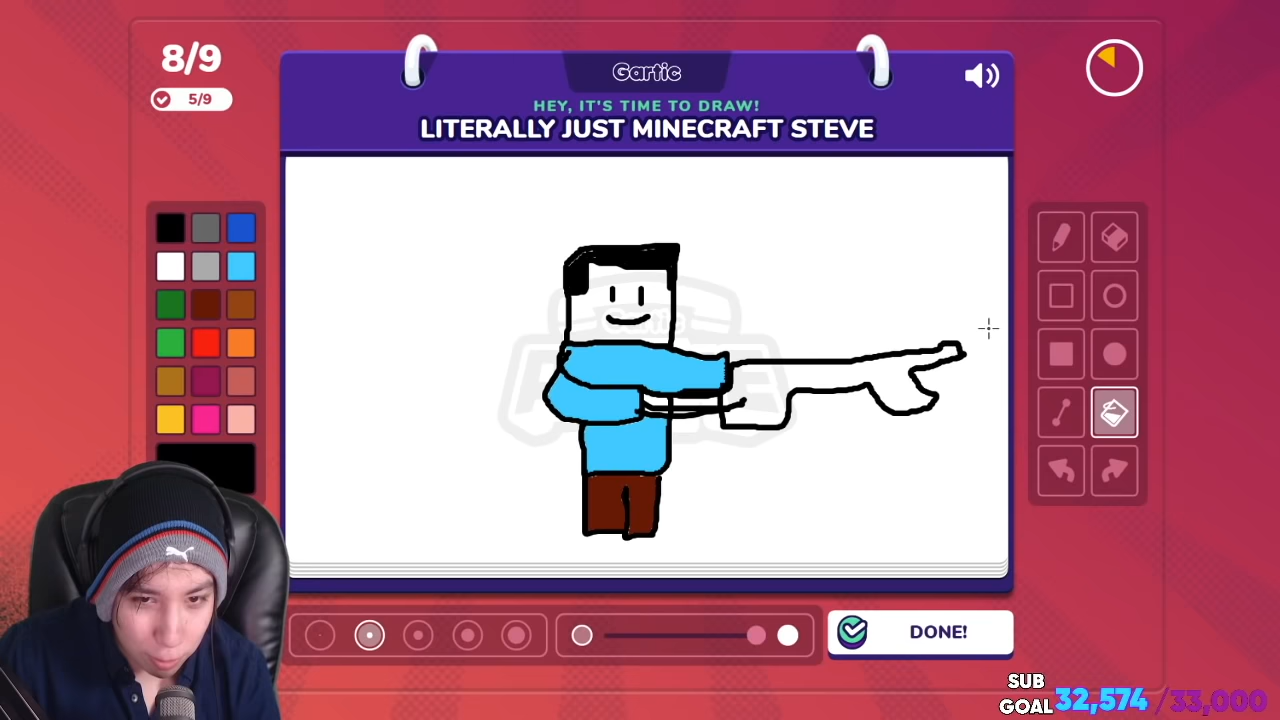 8/9
5/9
Gartic
HEY, IT'S TIME TO DRAW!
LITERALLY JUST MINECRAFT STEVE
DONE!
SUB
GOAL 32,574 / 33,000